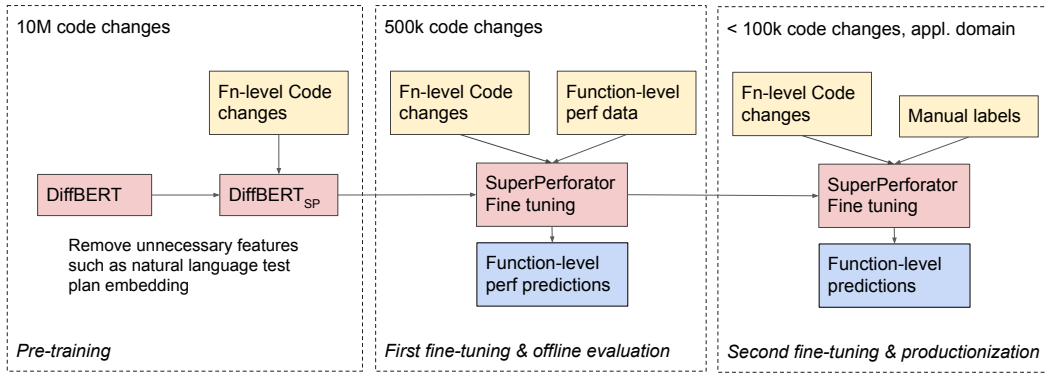 10M code changes
Fn-level Code
changes
DiffBERT
DiffBERT_SP
Remove unnecessary features
such as natural language test
plan embedding
Pre-training
500k code changes
Fn-level Code
changes
Function-level
perf data
SuperPerforator
Fine tuning
Function-level
perf predictions
First fine-tuning & offline evaluation
< 100k code changes, appl. domain
Fn-level Code
changes
Manual labels
SuperPerforator
Fine tuning
Function-level
predictions
Second fine-tuning & productionization